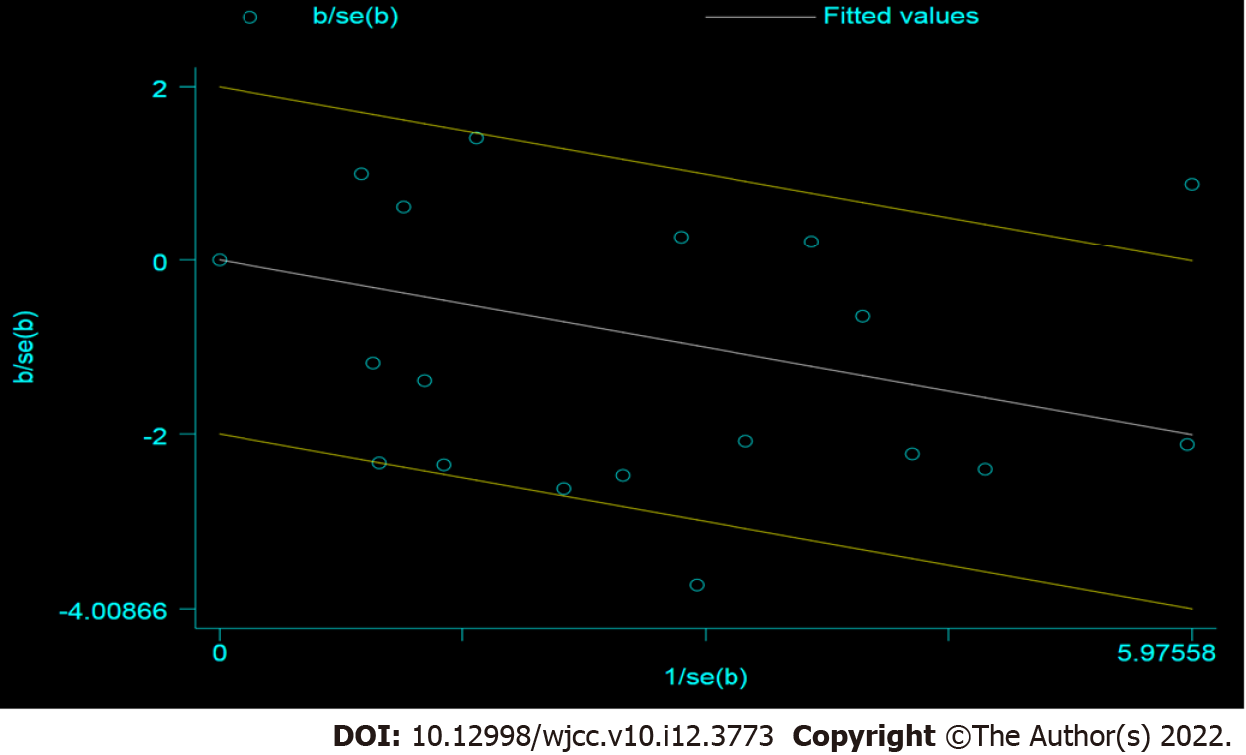 b/se(b) Fitted values
2
0
-2
-4.00866
b/se(b)
0 5.97558
1/se(b)
DOI: 10.12998/wjcc.v10.i12.3773 Copyright ©The Author(s) 2022.